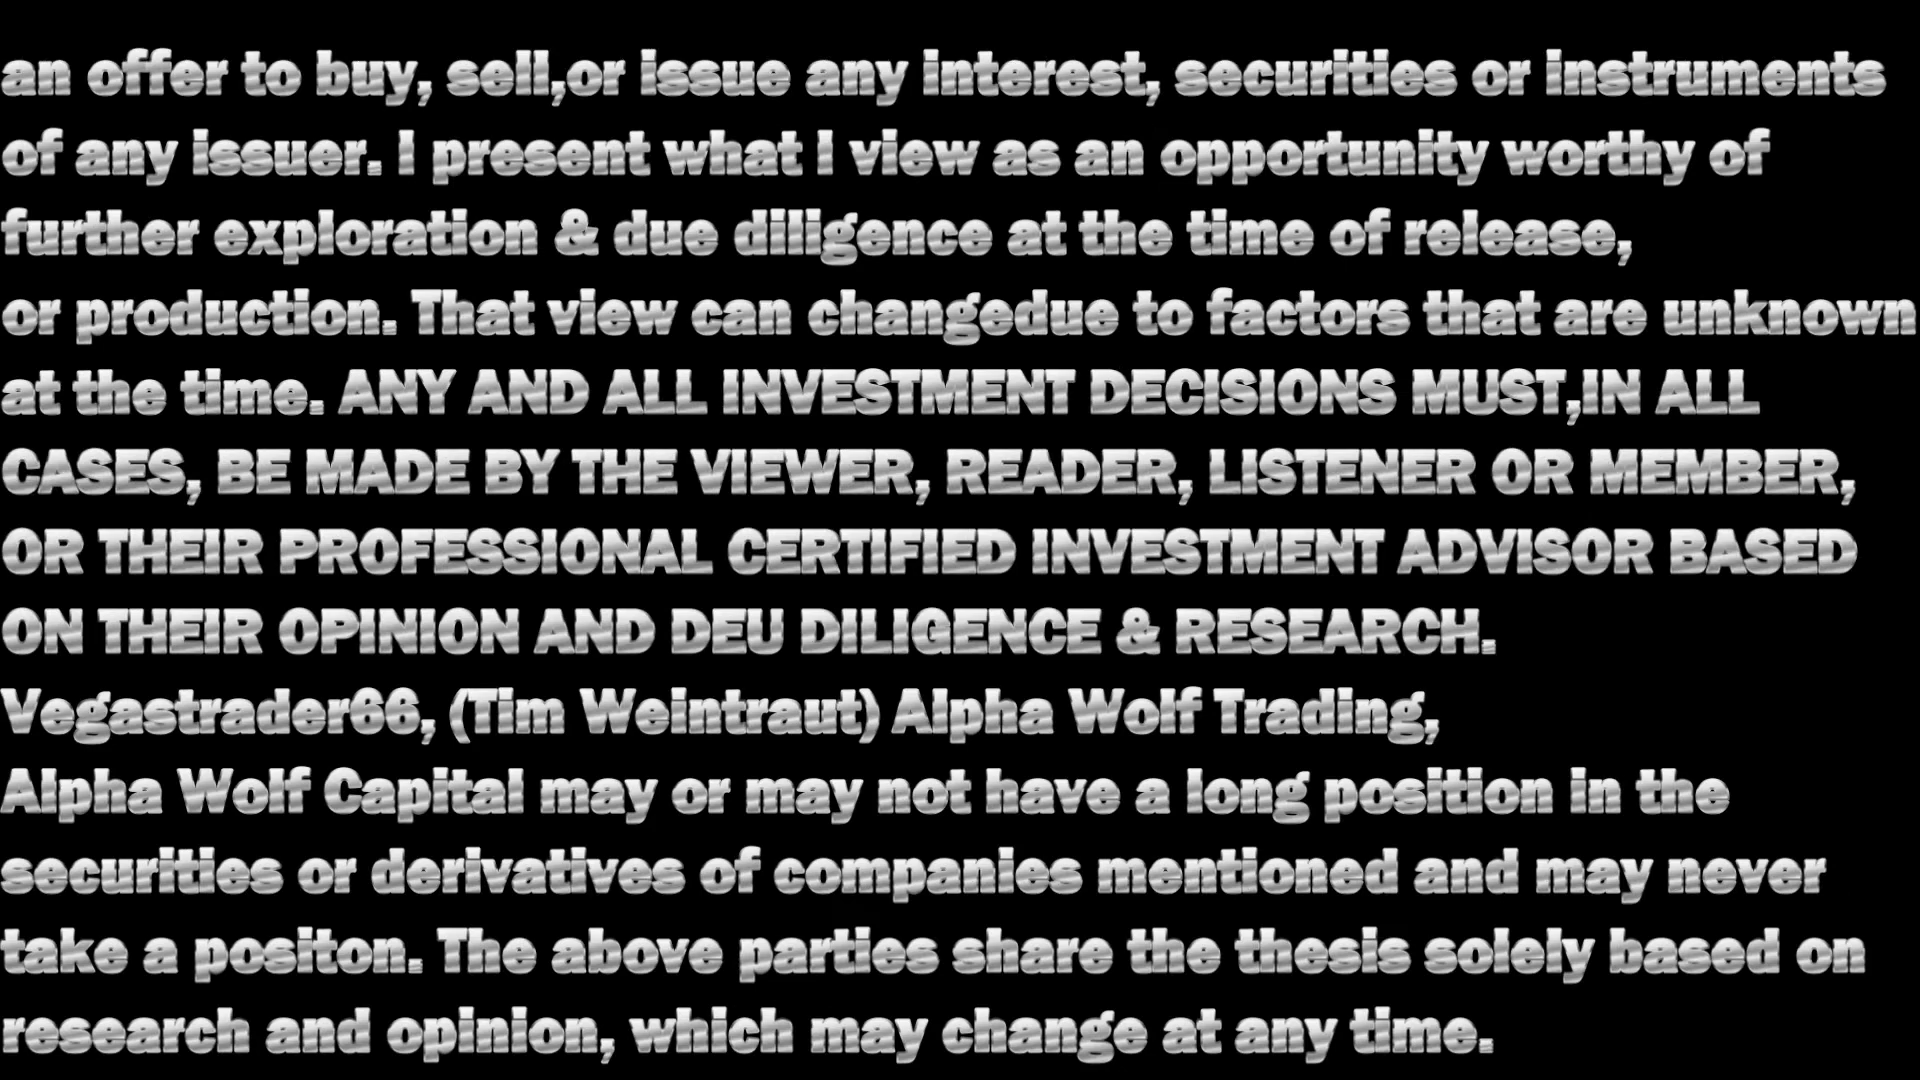 an offer to buy, sell,or issue any interest, securities or instruments
of any issuer. I present what I view as an opportunity worthy of
further exploration & due diligence at the time of release,
or production. That view can changedue to factors that are unknown
at the time. ANY AND ALL INVESTMENT DECISIONS MUST,IN ALL
CASES, BE MADE BY THE VIEWER, READER, LISTENER OR MEMBER,
OR THEIR PROFESSIONAL CERTIFIED INVESTMENT ADVISOR BASED
ON THEIR OPINION AND DEU DILIGENCE & RESEARCH.
Vegastrader66, (Tim Weintraut) Alpha Wolf Trading,
Alpha Wolf Capital may or may not have a long position in the
securities or derivatives of companies mentioned and may never
take a positon. The above parties share the thesis solely based on
research and opinion, which may change at any time.